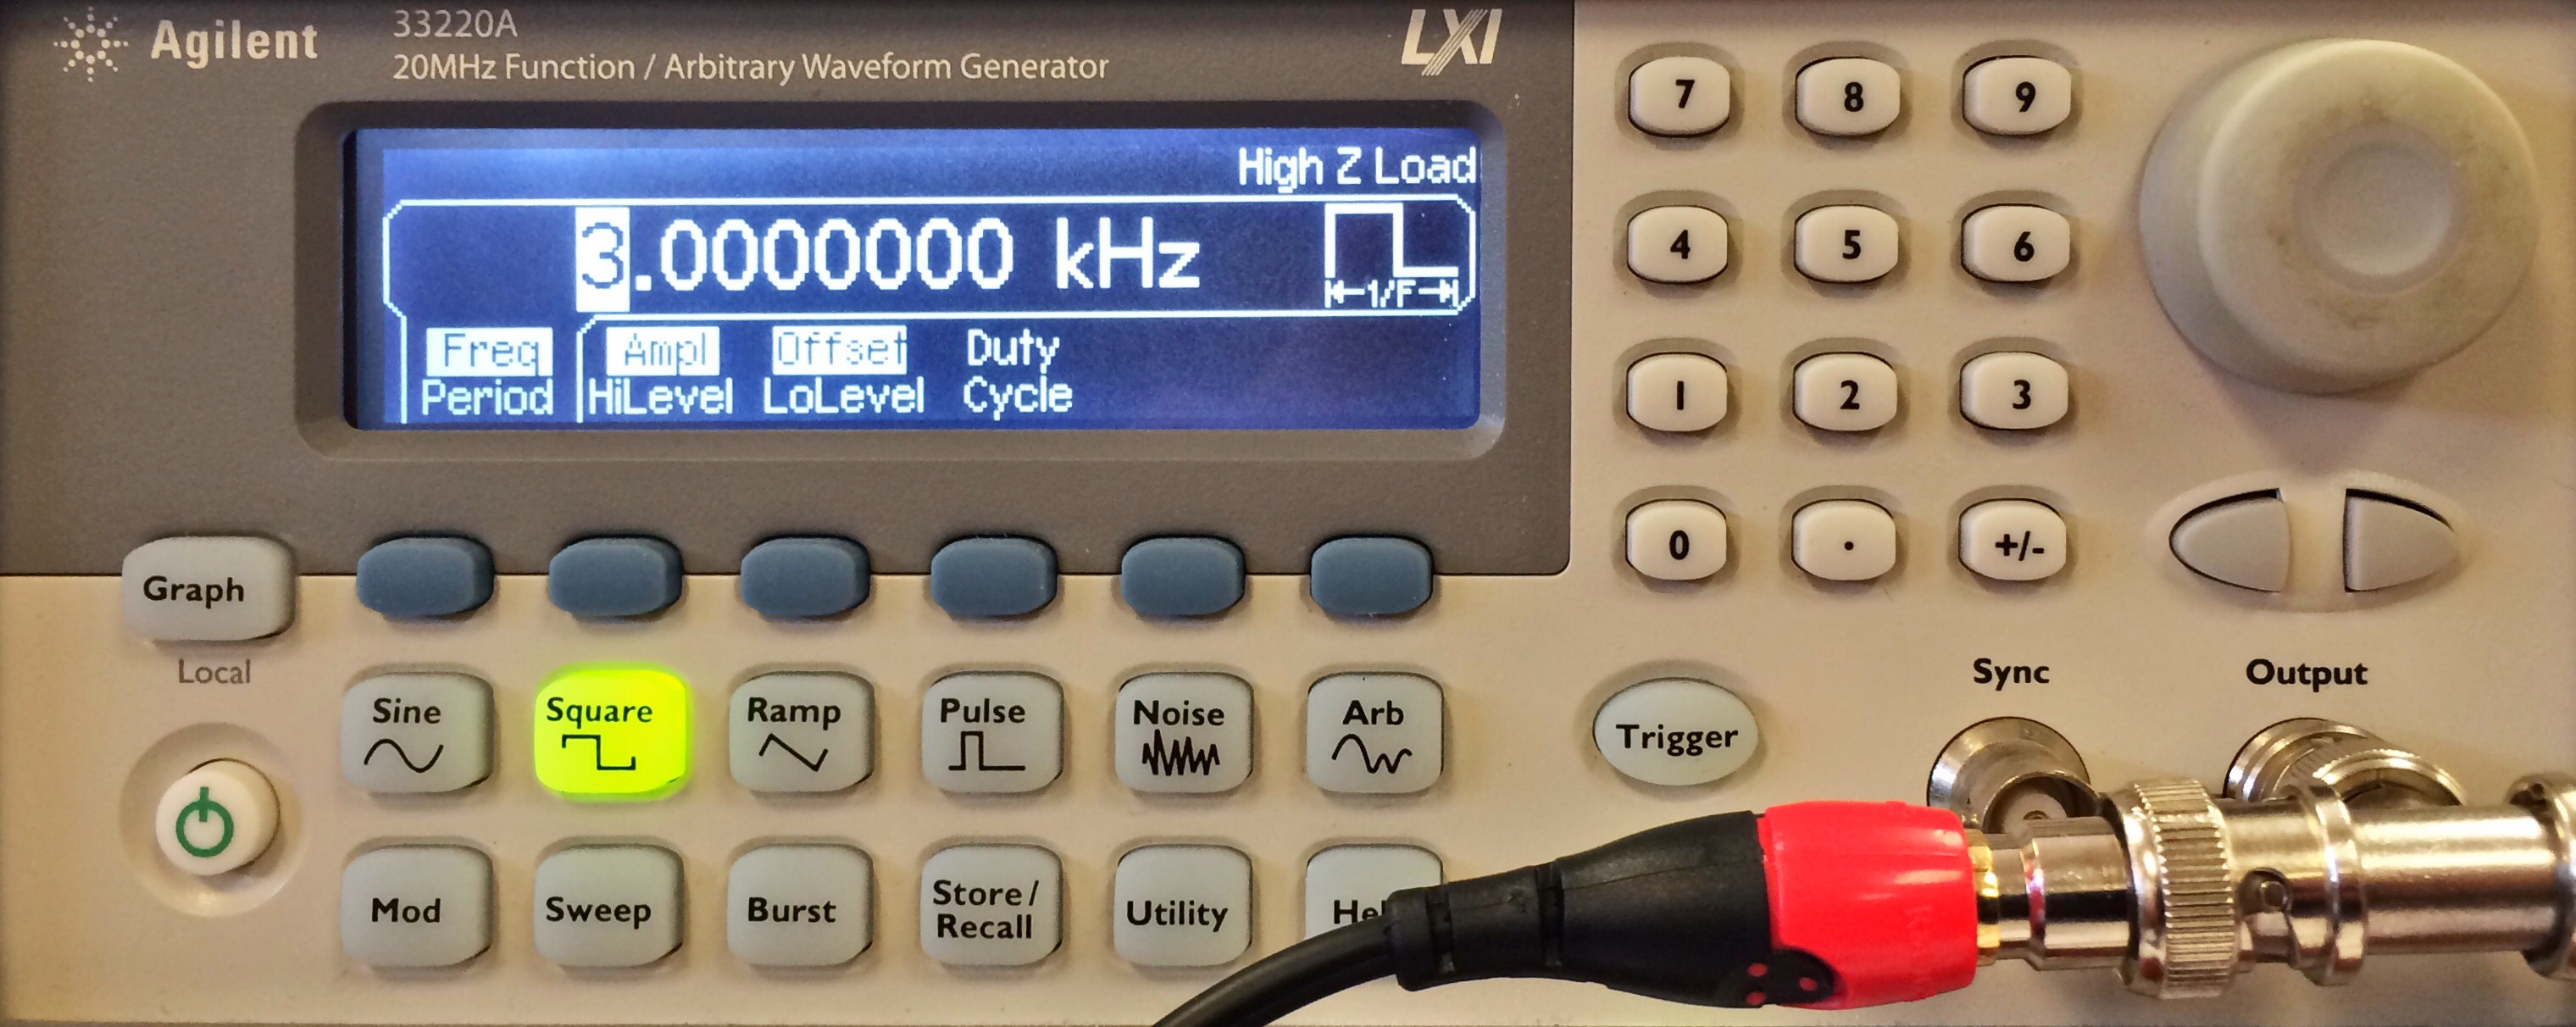 Agilent
33220A
20MHz Function / Arbitrary Waveform Generator
LXI
High Z Load
3.0000000 kHz
1/F
Freq Ampl Offset Duty
Period HiLevel LoLevel Cycle
7 8 9
4 5 6
1 2 3
0 . +/-
Graph
Local
Sine Square Ramp Pulse Noise Arb
Trigger
Sync Output
Mod Sweep Burst Store/
Recall Utility